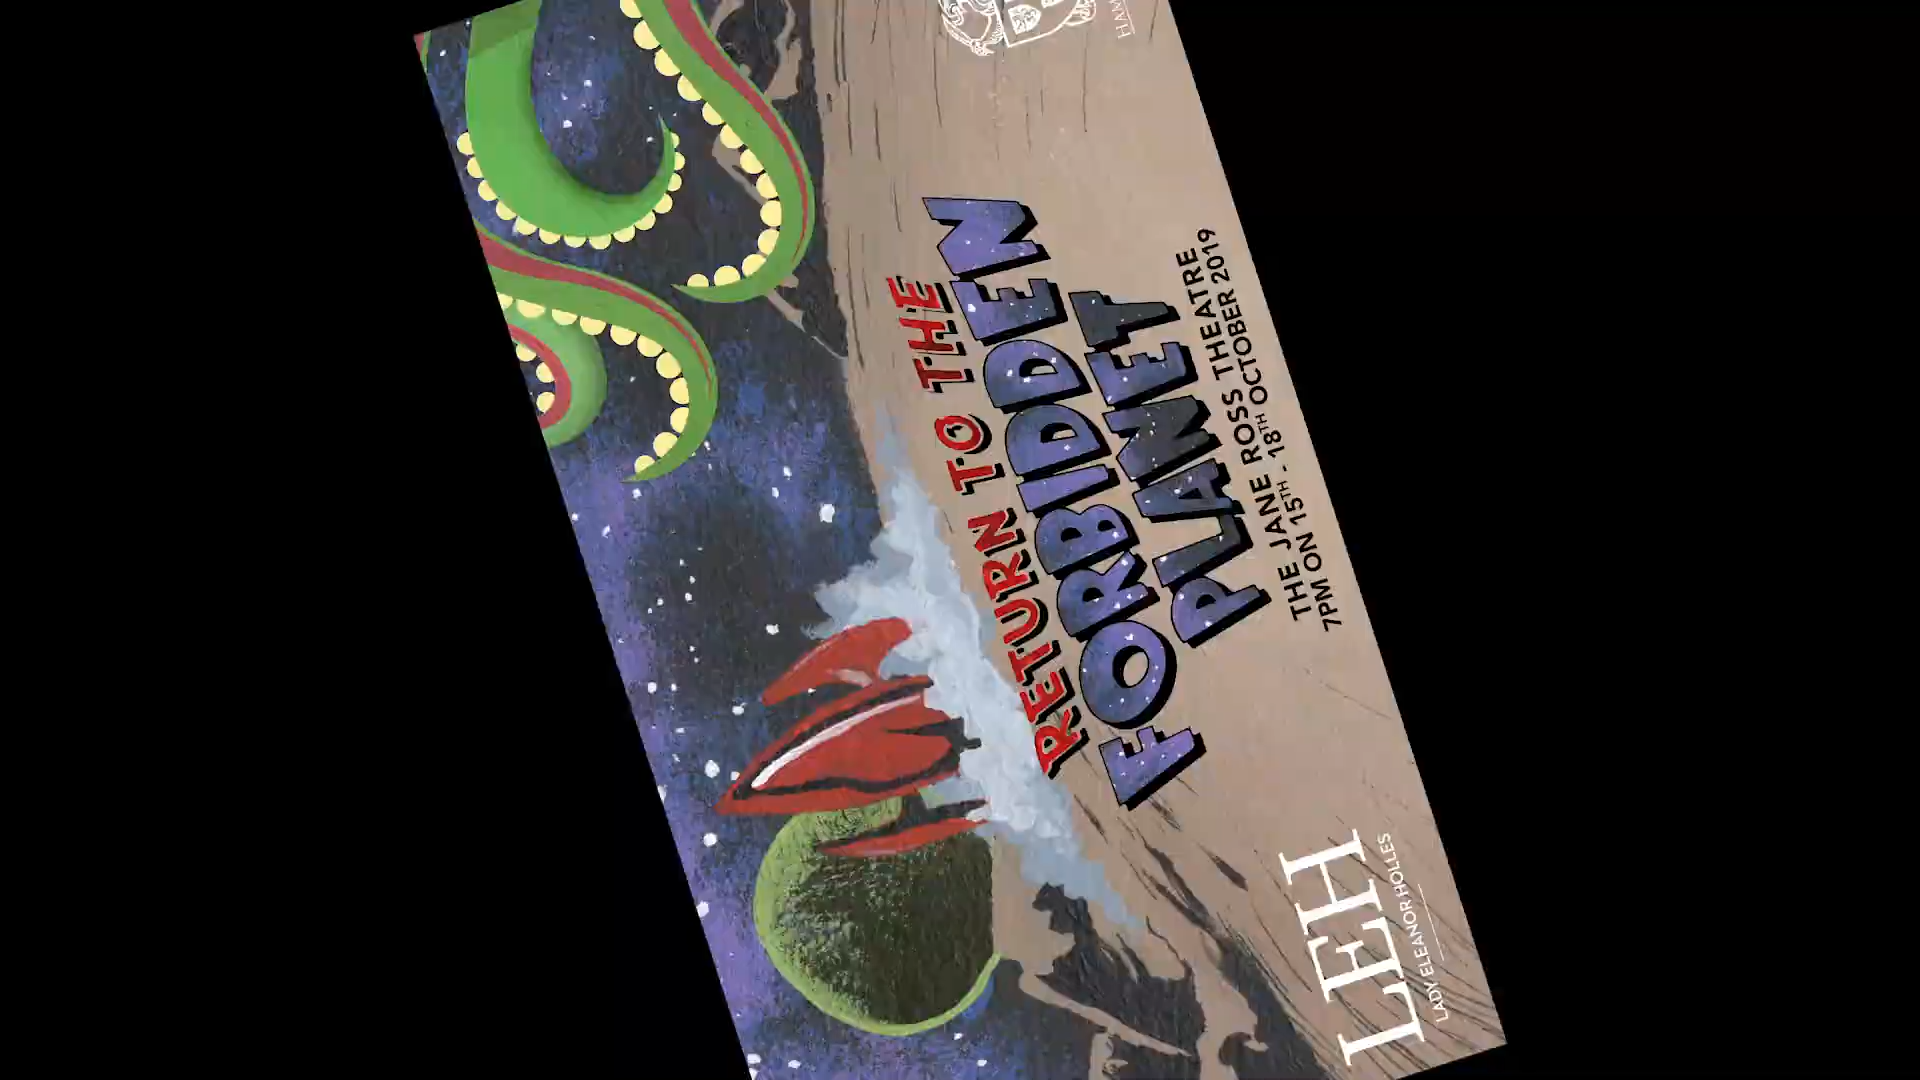 RETURN TO THE
FORBIDDEN
PLANET
THE JANE ROSS THEATRE
7PM ON 15TH - 18TH OCTOBER 2019
LEH
LADY ELEANOR HOLLES